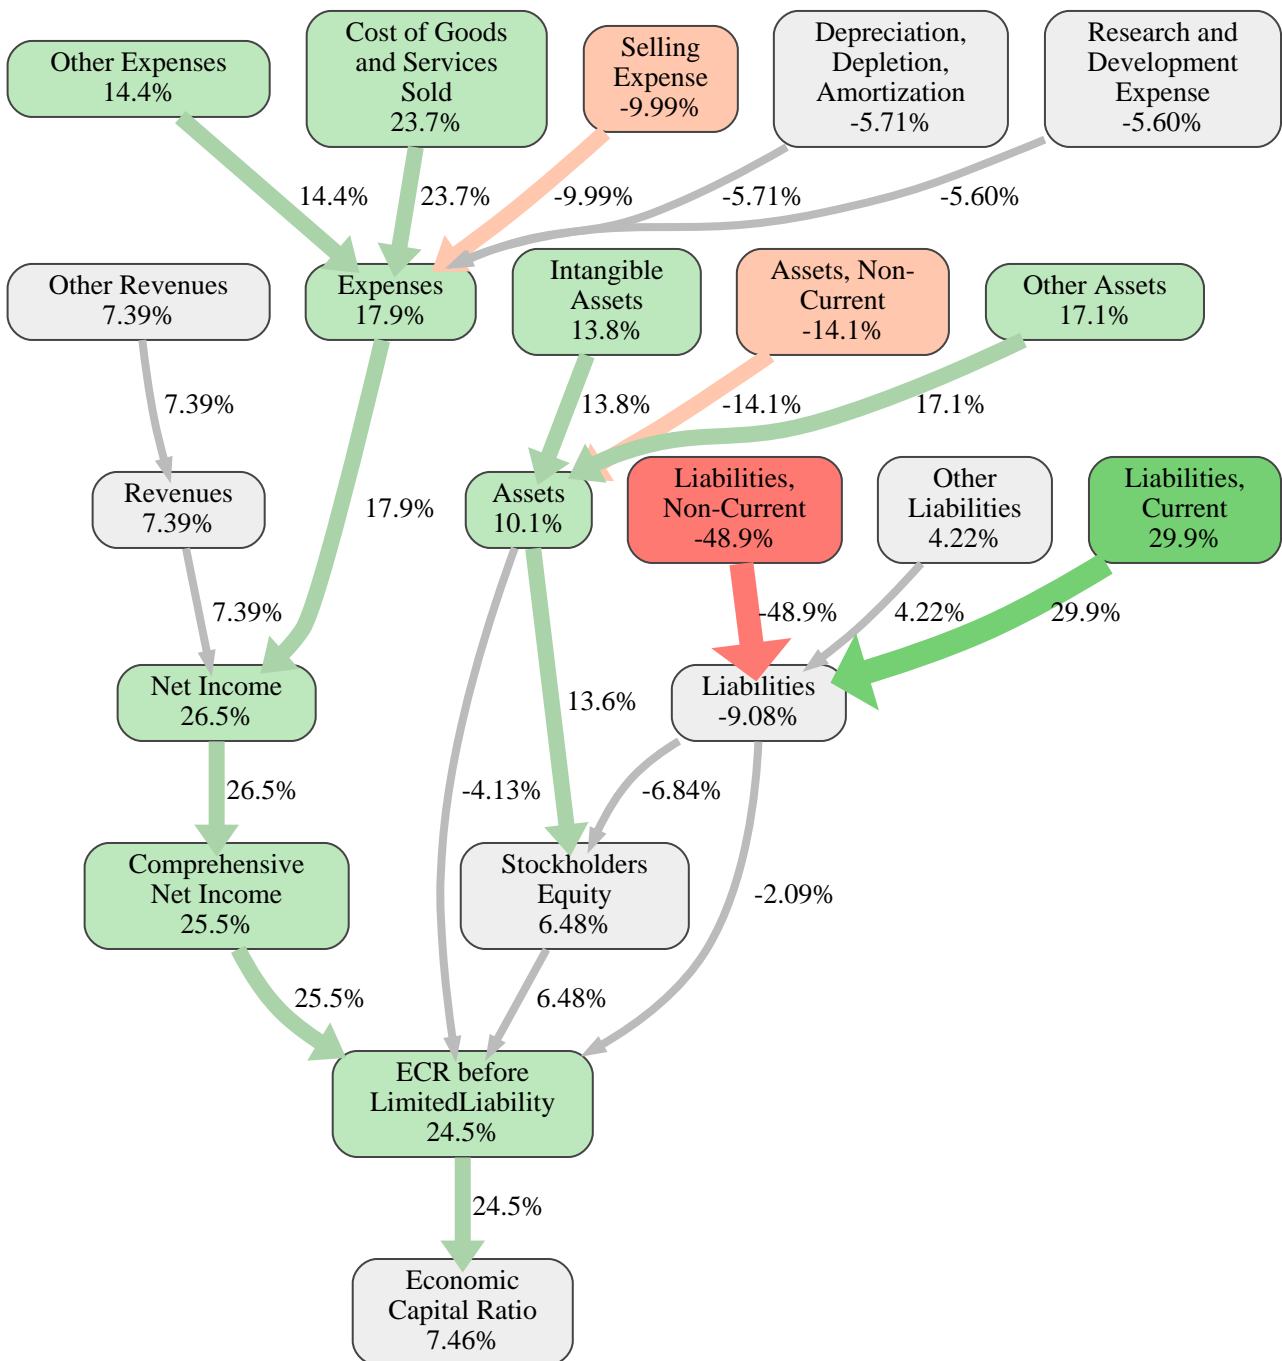 Other Expenses
14.4%
Cost of Goods
and Services
Sold
23.7%
Selling
Expense
-9.99%
Depreciation,
Depletion,
Amortization
-5.71%
Research and
Development
Expense
-5.60%
14.4%
23.7%
-9.99%
-5.71%
-5.60%
Other Revenues
7.39%
Expenses
17.9%
Intangible
Assets
13.8%
Assets, Non-
Current
-14.1%
Other Assets
17.1%
7.39%
13.8%
-14.1%
17.1%
Revenues
7.39%
17.9%
Assets
10.1%
Liabilities,
Non-Current
-48.9%
Other
Liabilities
4.22%
Liabilities,
Current
29.9%
7.39%
-48.9%
4.22%
29.9%
Net Income
26.5%
13.6%
Liabilities
-9.08%
26.5%
-4.13%
-6.84%
Comprehensive
Net Income
25.5%
Stockholders
Equity
6.48%
-2.09%
25.5%
6.48%
ECR before
LimitedLiability
24.5%
24.5%
Economic
Capital Ratio
7.46%